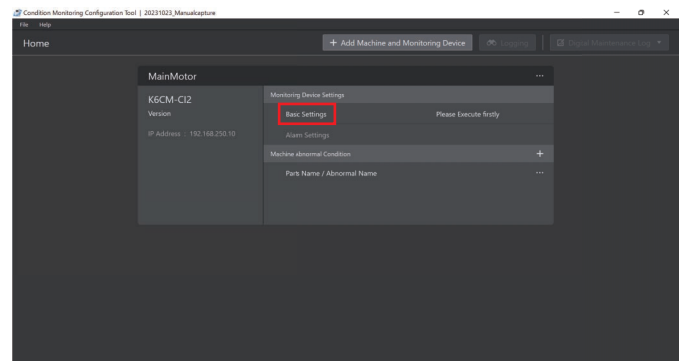 Condition Monitoring Configuration Tool | 20231023_Manualcapture
File Help
Home
+ Add Machine and Monitoring Device
Logging
Digital Maintenance Log
MainMotor
...
K6CM-CI2
Version
IP Address : 192.168.250.10
Monitoring Device Settings
Basc Settings
Please Execute firstly
Alarm Settings
Machine abnormal Condition
+
Parts Name / Abnormal Name
...